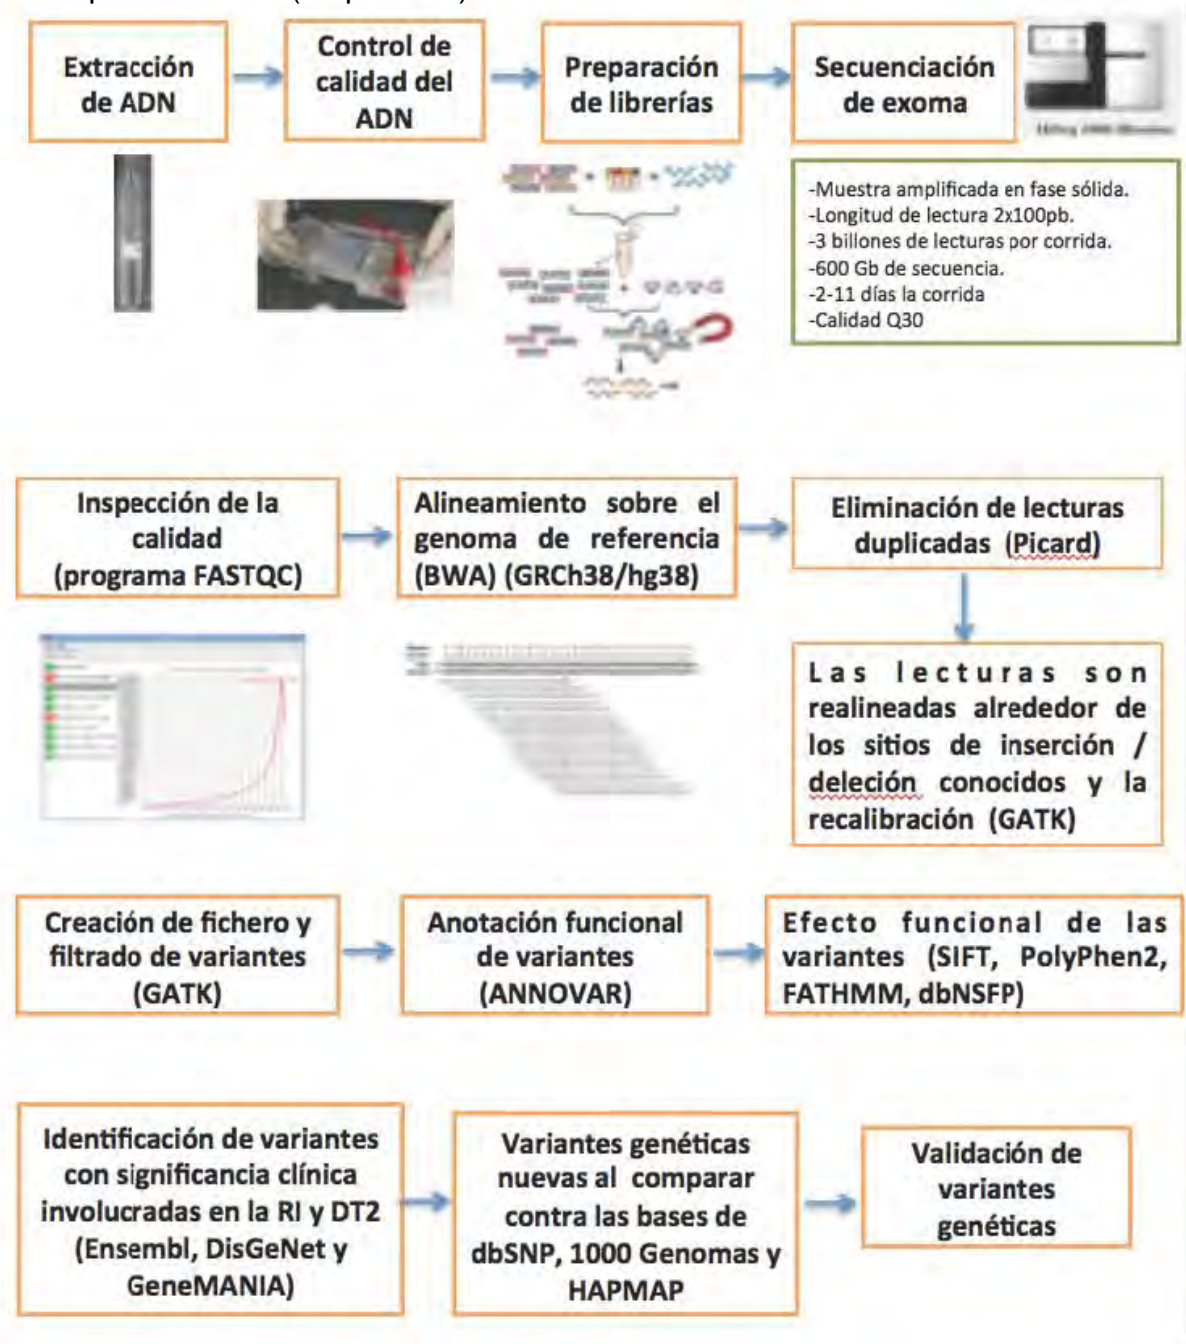 Extracción
de ADN
Control de
calidad del
ADN
Preparación
de librerías
Secuenciación
de exoma
-Muestra amplificada en fase sólida.
-Longitud de lectura 2x100pb.
-3 billones de lecturas por corrida.
-600 Gb de secuencia.
-2-11 días la corrida
-Calidad Q30
Inspección de la
calidad
(programa FASTQC)
Alineamiento sobre el
genoma de referencia
(BWA) (GRCh38/hg38)
Eliminación de lecturas
duplicadas (Picard)
Las lecturas son
realineadas alrededor de
los sitios de inserción /
deleción conocidos y la
recalibración (GATK)
Creación de fichero y
filtrado de variantes
(GATK)
Anotación funcional
de variantes
(ANNOVAR)
Efecto funcional de las
variantes (SIFT, PolyPhen2,
FATHMM, dbNSFP)
Identificación de variantes
con significancia clínica
involucradas en la RI y DT2
(Ensembl, DisGeNet y
GeneMANIA)
Variantes genéticas
nuevas al comparar
contra las bases de
dbSNP, 1000 Genomas y
HAPMAP
Validación de
variantes
genéticas